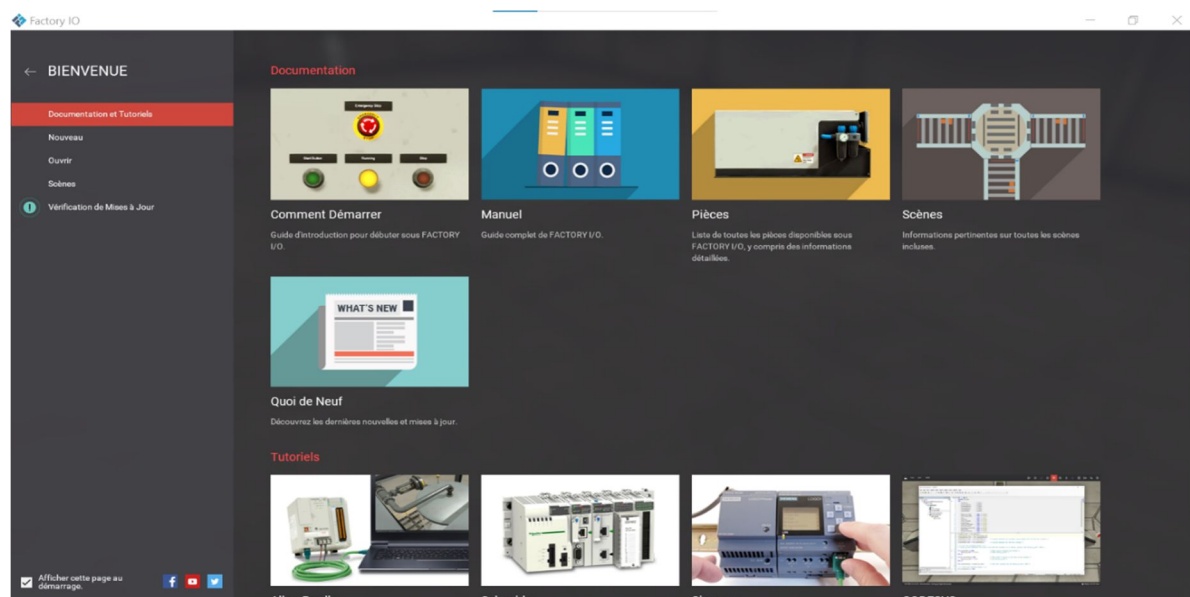 Factory IO
BIENVENUE
Documentation et Tutoriels
Nouveau
Ouvrir
Scènes
Vérification de Mises à Jour
Afficher cette page au
démarrage.
Documentation
Emergency Stop
Comment Démarrer
Guide d'introduction pour débuter sous FACTORY
I/O.
Manuel
Guide complet de FACTORY I/O.
Pièces
Liste de toutes les pièces disponibles sous
FACTORY I/O, y compris des informations
détaillées.
Scènes
Informations pertinentes sur toutes les scènes
incluses.
WHAT'S NEW
Quoi de Neuf
Découvrez les dernières nouvelles et mises à jour.
Tutoriels
SIEMENS